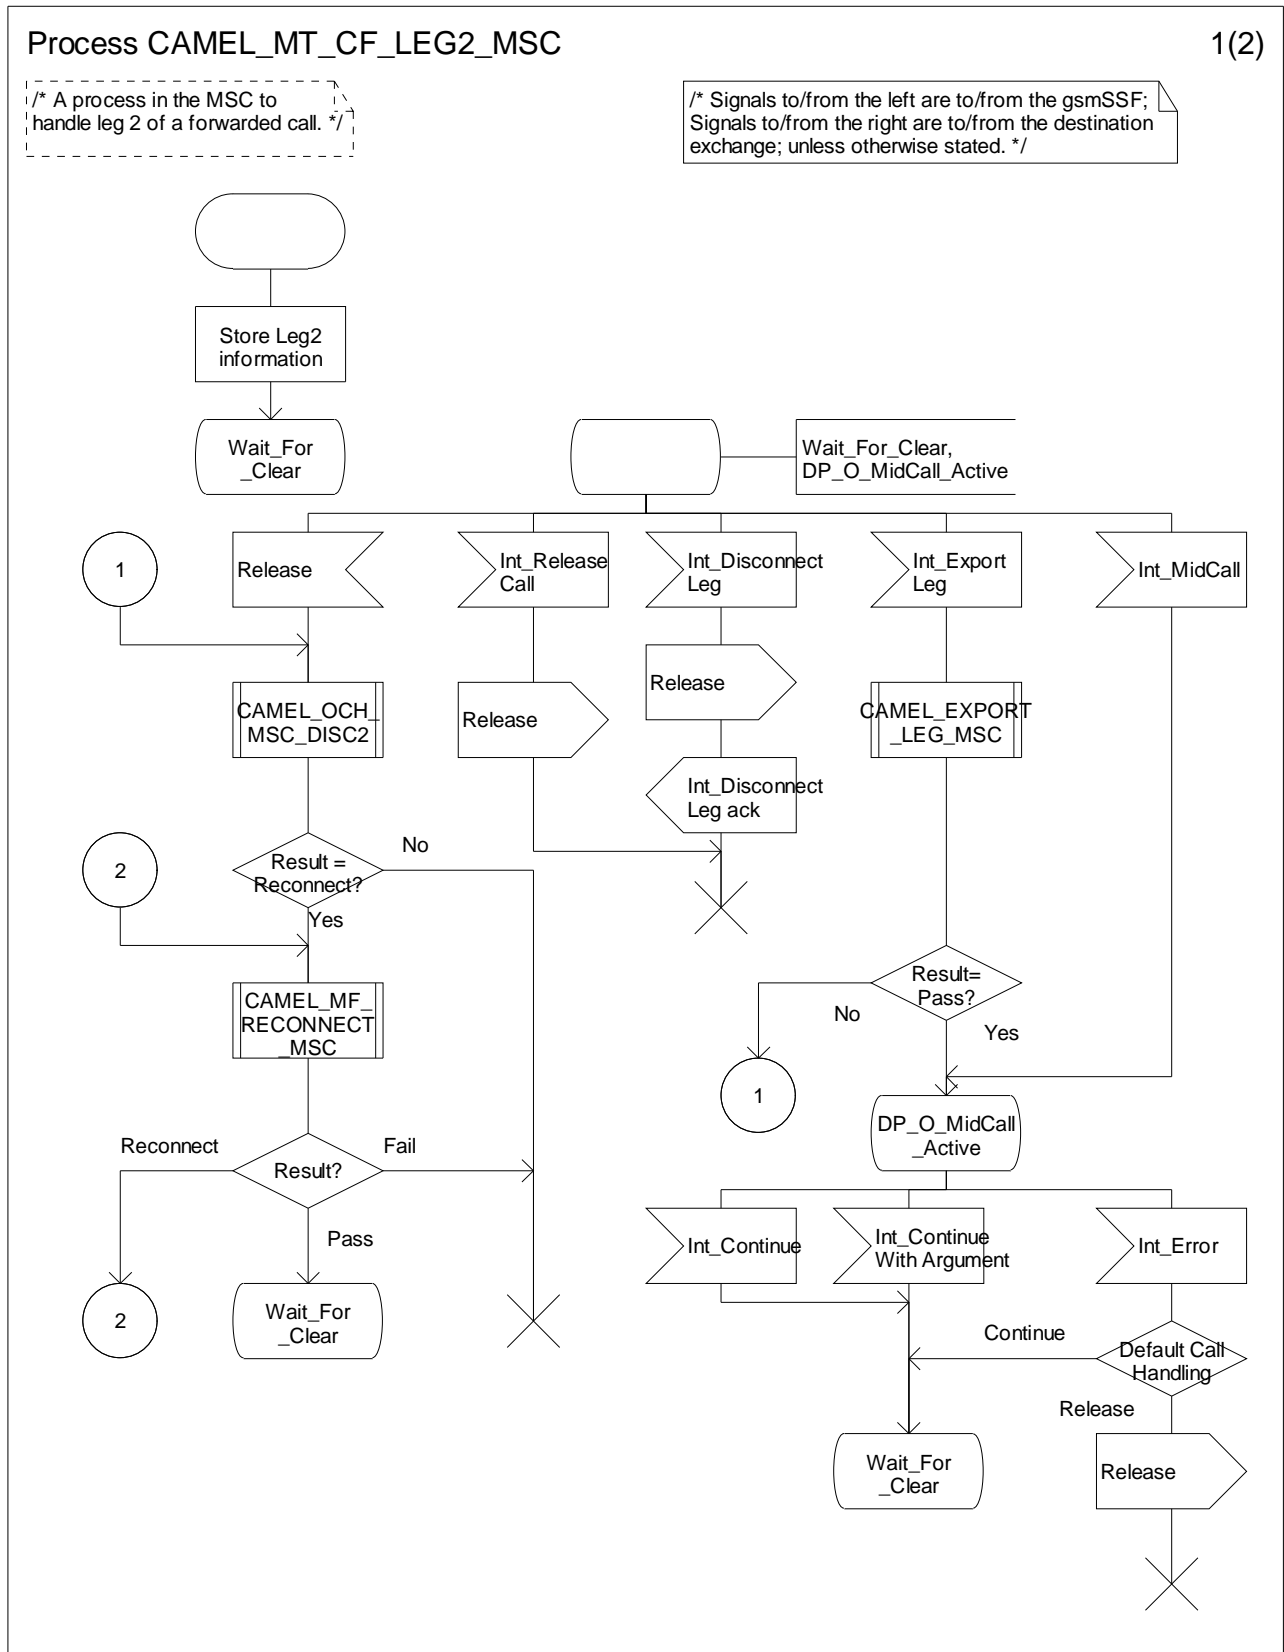 Process CAMEL_MT_CF_LEG2_MSC
1(2)
/* A process in the MSC to
handle leg 2 of a forwarded call. */
/* Signals to/from the left are to/from the gsmSSF;
Signals to/from the right are to/from the destination
exchange; unless otherwise stated. */
Store Leg2
information
Wait_For
_Clear
Wait_For_Clear,
DP_O_MidCall_Active
1
Release
Int_Release
Call
Int_Disconnect
Leg
Int_Export
Leg
Int_MidCall
CAMEL_OCH_
MSC_DISC2
Release
Release
CAMEL_EXPORT
_LEG_MSC
Int_Disconnect
Leg ack
2
Result =
Reconnect?
No
Yes
CAMEL_MF_
RECONNECT
_MSC
Result=
Pass?
No
Yes
1
DP_O_MidCall
_Active
Reconnect
Result?
Fail
Pass
2
Wait_For
_Clear
Int_Continue
Int_Continue
With Argument
Int_Error
Continue
Default Call
Handling
Release
Wait_For
_Clear
Release